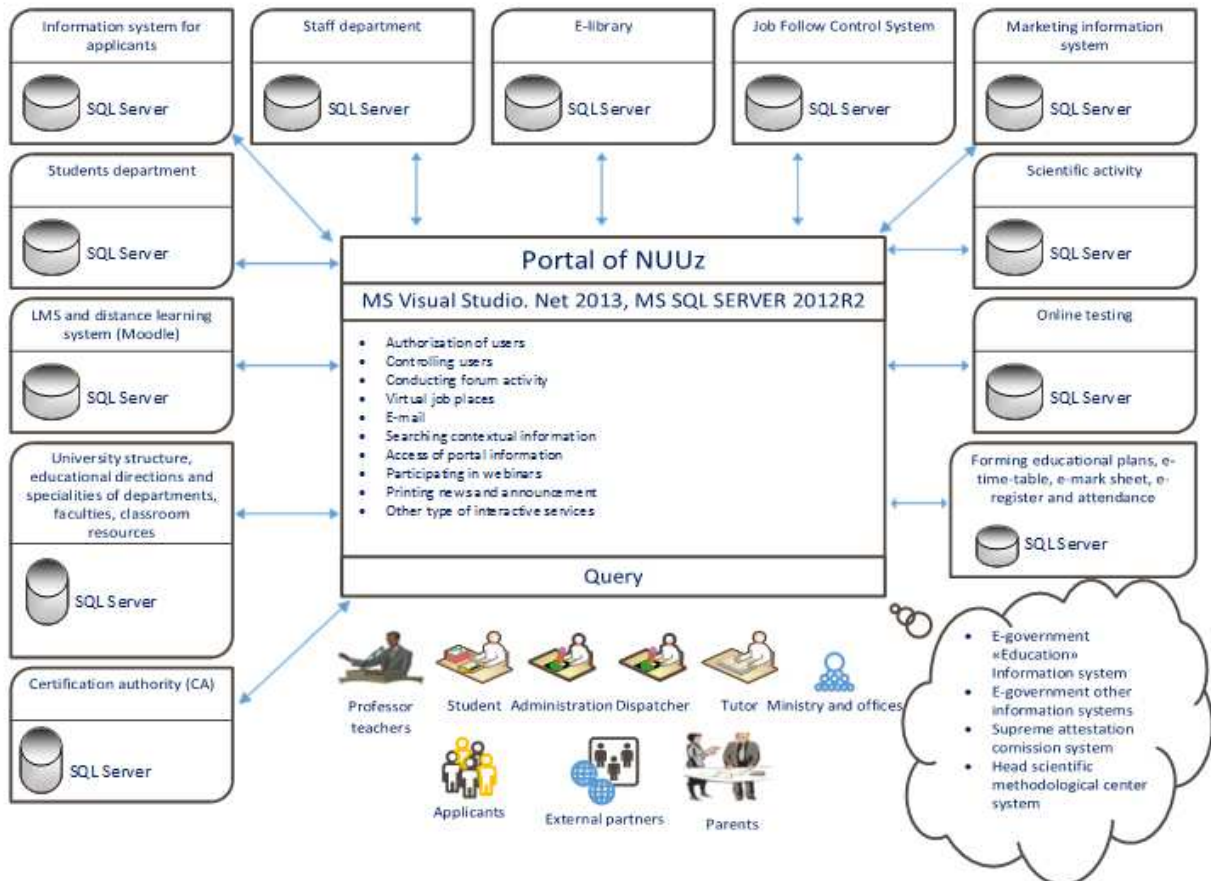 Information system for
applicants
SQL Server
Staff department
SQL Server
E-library
SQL Server
Job Follow Control System
SQL Server
Marketing information
system
SQL Server
Students department
SQL Server
Scientific activity
SQL Server
LMS and distance learning
system (Moodle)
SQL Server
Online testing
SQL Server
University structure,
educational directions and
specialities of departments,
faculties, classroom
resources
SQL Server
Forming educational plans, e-
time-table, e-mark sheet, e-
register and attendance
SQL Server
Certification authority (CA)
SQL Server
Portal of NUUz
MS Visual Studio. Net 2013, MS SQL SERVER 2012R2
• Authorization of users
• Controlling users
• Conducting forum activity
• Virtual job places
• E-mail
• Searching contextual information
• Access of portal information
• Participating in webinars
• Printing news and announcement
• Other type of interactive services
Query
Professor
teachers
Student
Administration
Dispatcher
Tutor
Ministry and offices
Applicants
External partners
Parents
• E-government
«Education»
Information system
• E-government other
information systems
• Supreme attestation
comission system
• Head scientific
methodological center
system